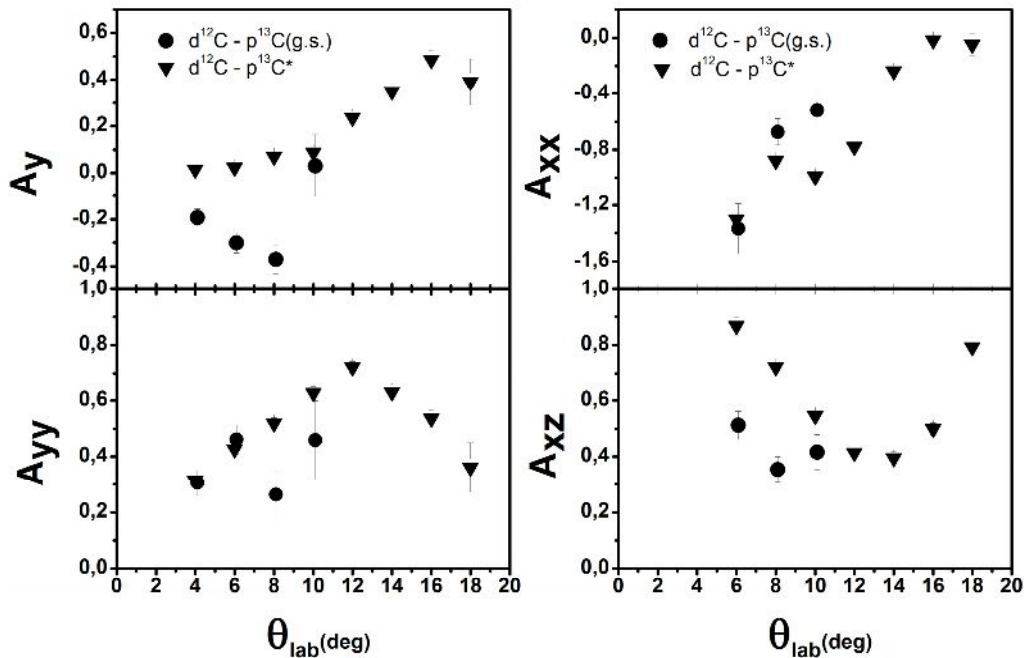 0,6
0,4
0,2
0,0
-0,2
-0,4
Ay
● d¹²C - p¹³C(g.s.)
▼ d¹²C - p¹³C*
0,0
-0,4
-0,8
-1,2
-1,6
Axx
● d¹²C - p¹³C(g.s.)
▼ d¹²C - p¹³C*
1,0
0,8
0,6
0,4
0,2
0,0
Ayy
0 2 4 6 8 10 12 14 16 18 20
θlab(deg)
1,0
0,8
0,6
0,4
0,2
0,0
Axz
0 2 4 6 8 10 12 14 16 18 20
θlab(deg)